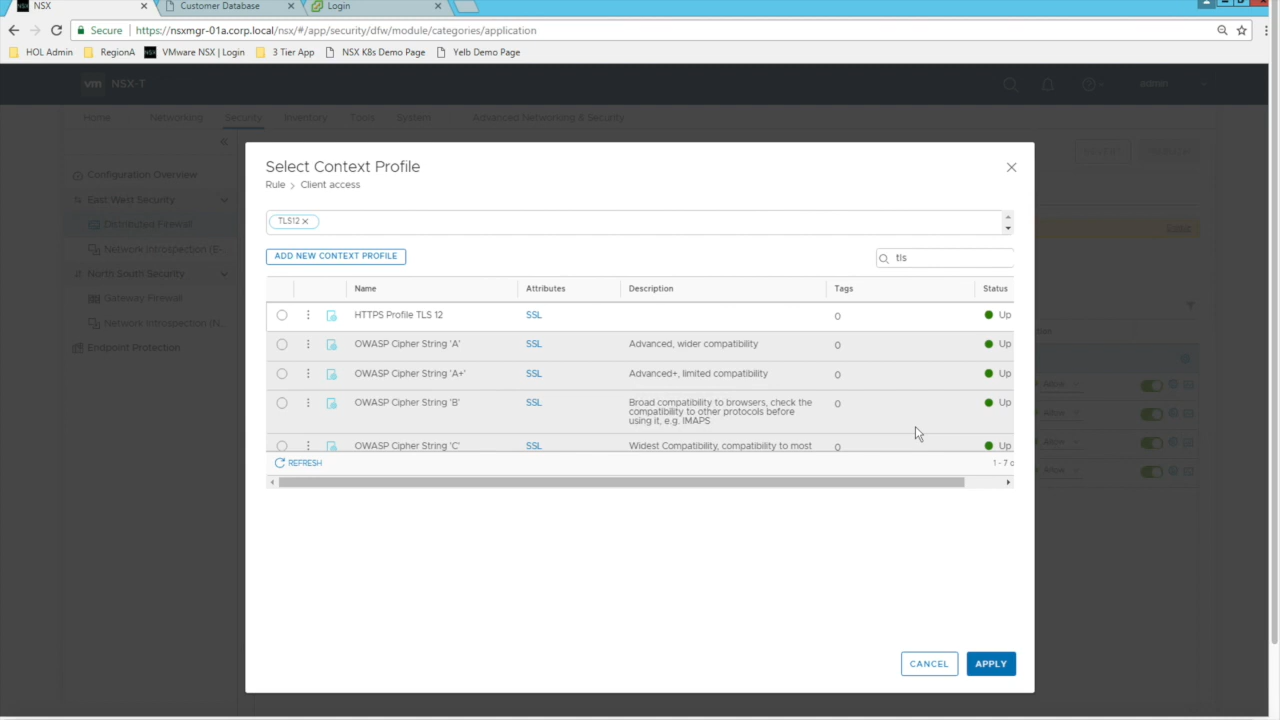 NSX
Customer Database
Login
Secure
https://nsxmgr-01a.corp.local/nsx/#/app/security/dfw/module/categories/application
HOL Admin
RegionA
VMware NSX | Login
3 Tier App
NSX K8s Demo Page
Yelb Demo Page
vm NSX-T
admin
Home
Networking
Security
Inventory
Tools
System
Advanced Networking & Security
Configuration Overview
East West Security
Distributed Firewall
Network Introspection (E-...
North South Security
Gateway Firewall
Network Introspection (N...
Endpoint Protection
Select Context Profile
Rule > Client access
TLS12
ADD NEW CONTEXT PROFILE
tls
Name Attributes Description Tags Status
HTTPS Profile TLS 12 SSL 0 Up
OWASP Cipher String 'A' SSL Advanced, wider compatibility 0 Up
OWASP Cipher String 'A+' SSL Advanced+, limited compatibility 0 Up
OWASP Cipher String 'B' SSL Broad compatibility to browsers, check the 0 Up
compatibility to other protocols before
using it, e.g. IMAPS
OWASP Cipher String 'C' SSL Widest Compatibility, compatibility to most 0 Up
REFRESH
1 - 7 o
CANCEL
APPLY
Allow
Allow
Allow
Allow